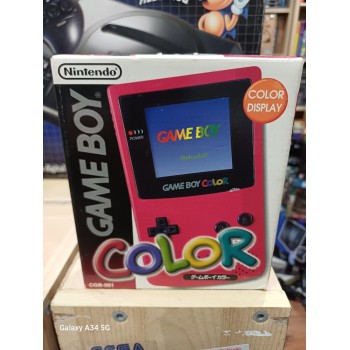 Nintendo
COLOR
DISPLAY
GAME BOY
POWER
GAME BOY
Nintendo
GAME BOY COLOR
COLOR
ゲームボーイカラー
CGB-001
Galaxy A34 5G
SEGA